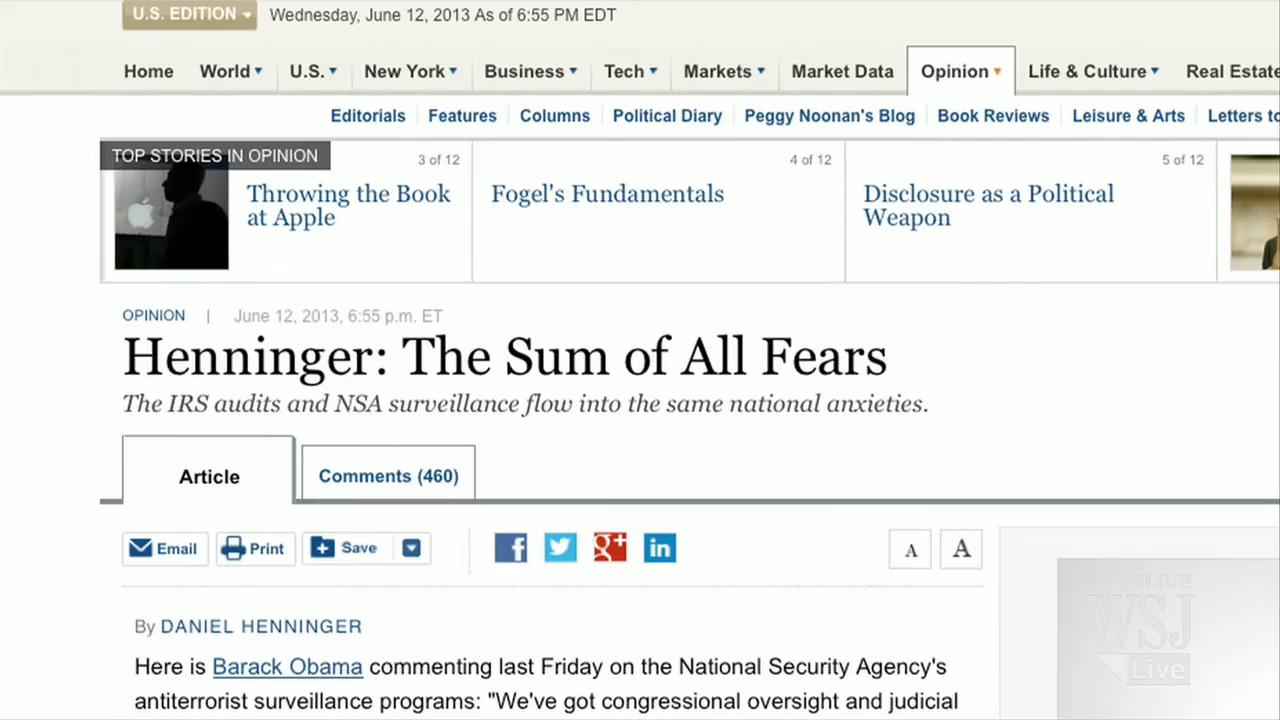 U.S. EDITION Wednesday, June 12, 2013 As of 6:55 PM EDT
Home World U.S. New York Business Tech Markets Market Data Opinion Life & Culture Real Estate
Editorials Features Columns Political Diary Peggy Noonan's Blog Book Reviews Leisure & Arts Letters to
TOP STORIES IN OPINION
3 of 12
Throwing the Book
at Apple
4 of 12
Fogel's Fundamentals
5 of 12
Disclosure as a Political
Weapon
OPINION | June 12, 2013, 6:55 p.m. ET
Henninger: The Sum of All Fears
The IRS audits and NSA surveillance flow into the same national anxieties.
Article Comments (460)
Email Print Save f g+ in A A
By DANIEL HENNINGER
Here is Barack Obama commenting last Friday on the National Security Agency's
antiterrorist surveillance programs: "We've got congressional oversight and judicial
WSJ
Live